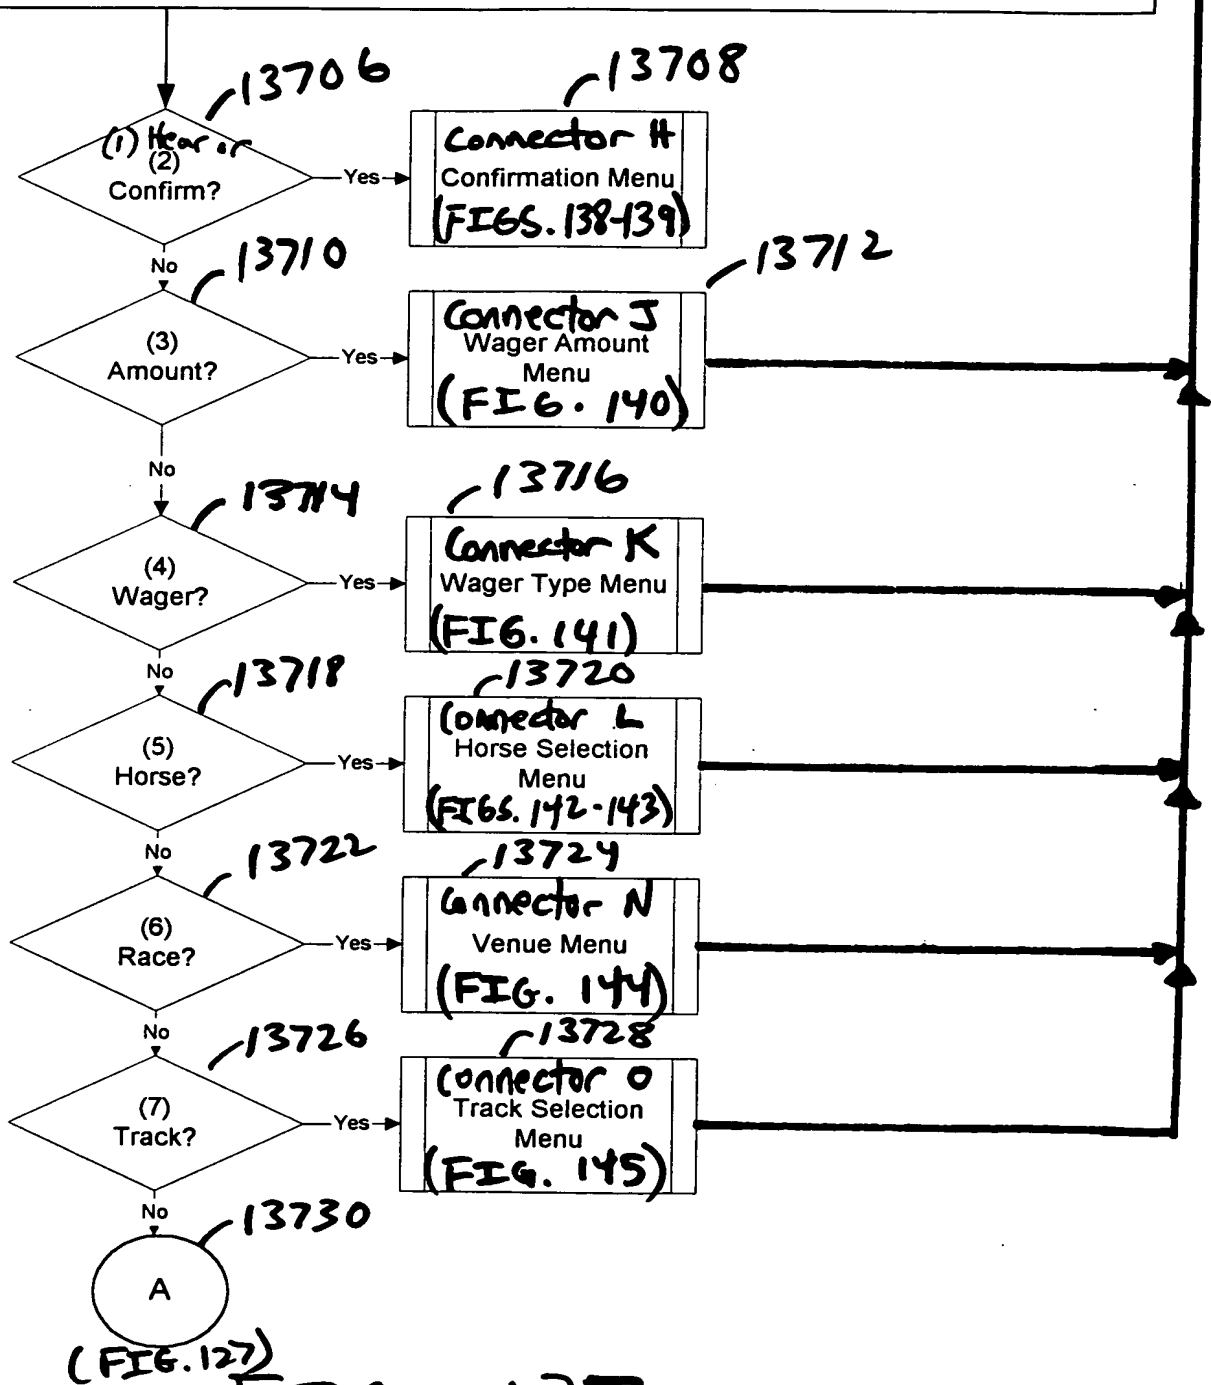 13706
13708
(1) Hear or
(2)
Confirm?
Yes
Connector H
Confirmation Menu
(FIGS. 138-139)
No
13710
13712
(3)
Amount?
Yes
Connector J
Wager Amount
Menu
(FIG. 140)
No
13714
13716
(4)
Wager?
Yes
Connector K
Wager Type Menu
(FIG. 141)
No
13718
13720
(5)
Horse?
Yes
Connector L
Horse Selection
Menu
(FIGS. 142-143)
No
13722
13724
(6)
Race?
Yes
Connector N
Venue Menu
(FIG. 144)
No
13726
13728
(7)
Track?
Yes
Connector O
Track Selection
Menu
(FIG. 145)
No
13730
A
(FIG. 127)